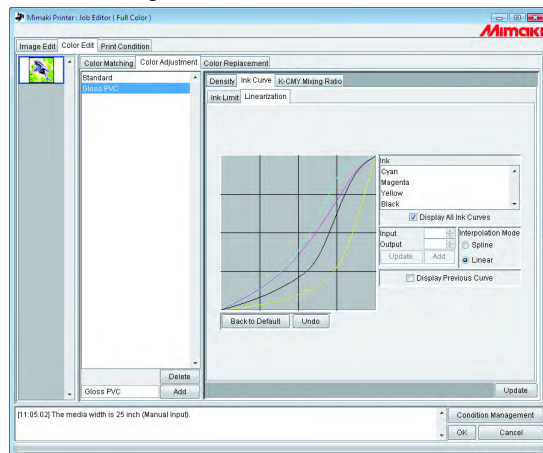 Mimaki Printer : Job Editor ( Full Color )
Mimaki
Image Edit Color Edit Print Condition
Color Matching Color Adjustment Color Replacement
Standard
Gloss PVC
Density Ink Curve K-CMY Mixing Ratio
Ink Limit Linearization
Ink
Cyan
Magenta
Yellow
Black
Display All Ink Curves
Input
Output
Update Add
Interpolation Mode
Spline
Linear
Display Previous Curve
Back to Default Undo
Delete
Gloss PVC Add
Update
[11:05:02] The media width is 25 inch (Manual Input).
Condition Management
OK Cancel